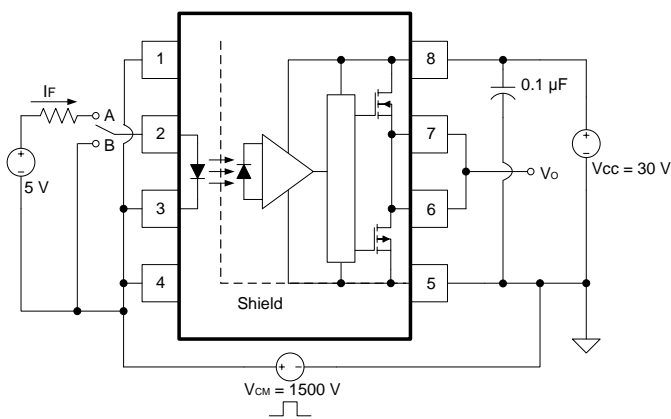 1
8
IF
A
0.1 µF
+
2
7
B
+
+
5 V
−
VO
−
VCC = 30 V
3
6
4
5
Shield
+ −
VCM = 1500 V